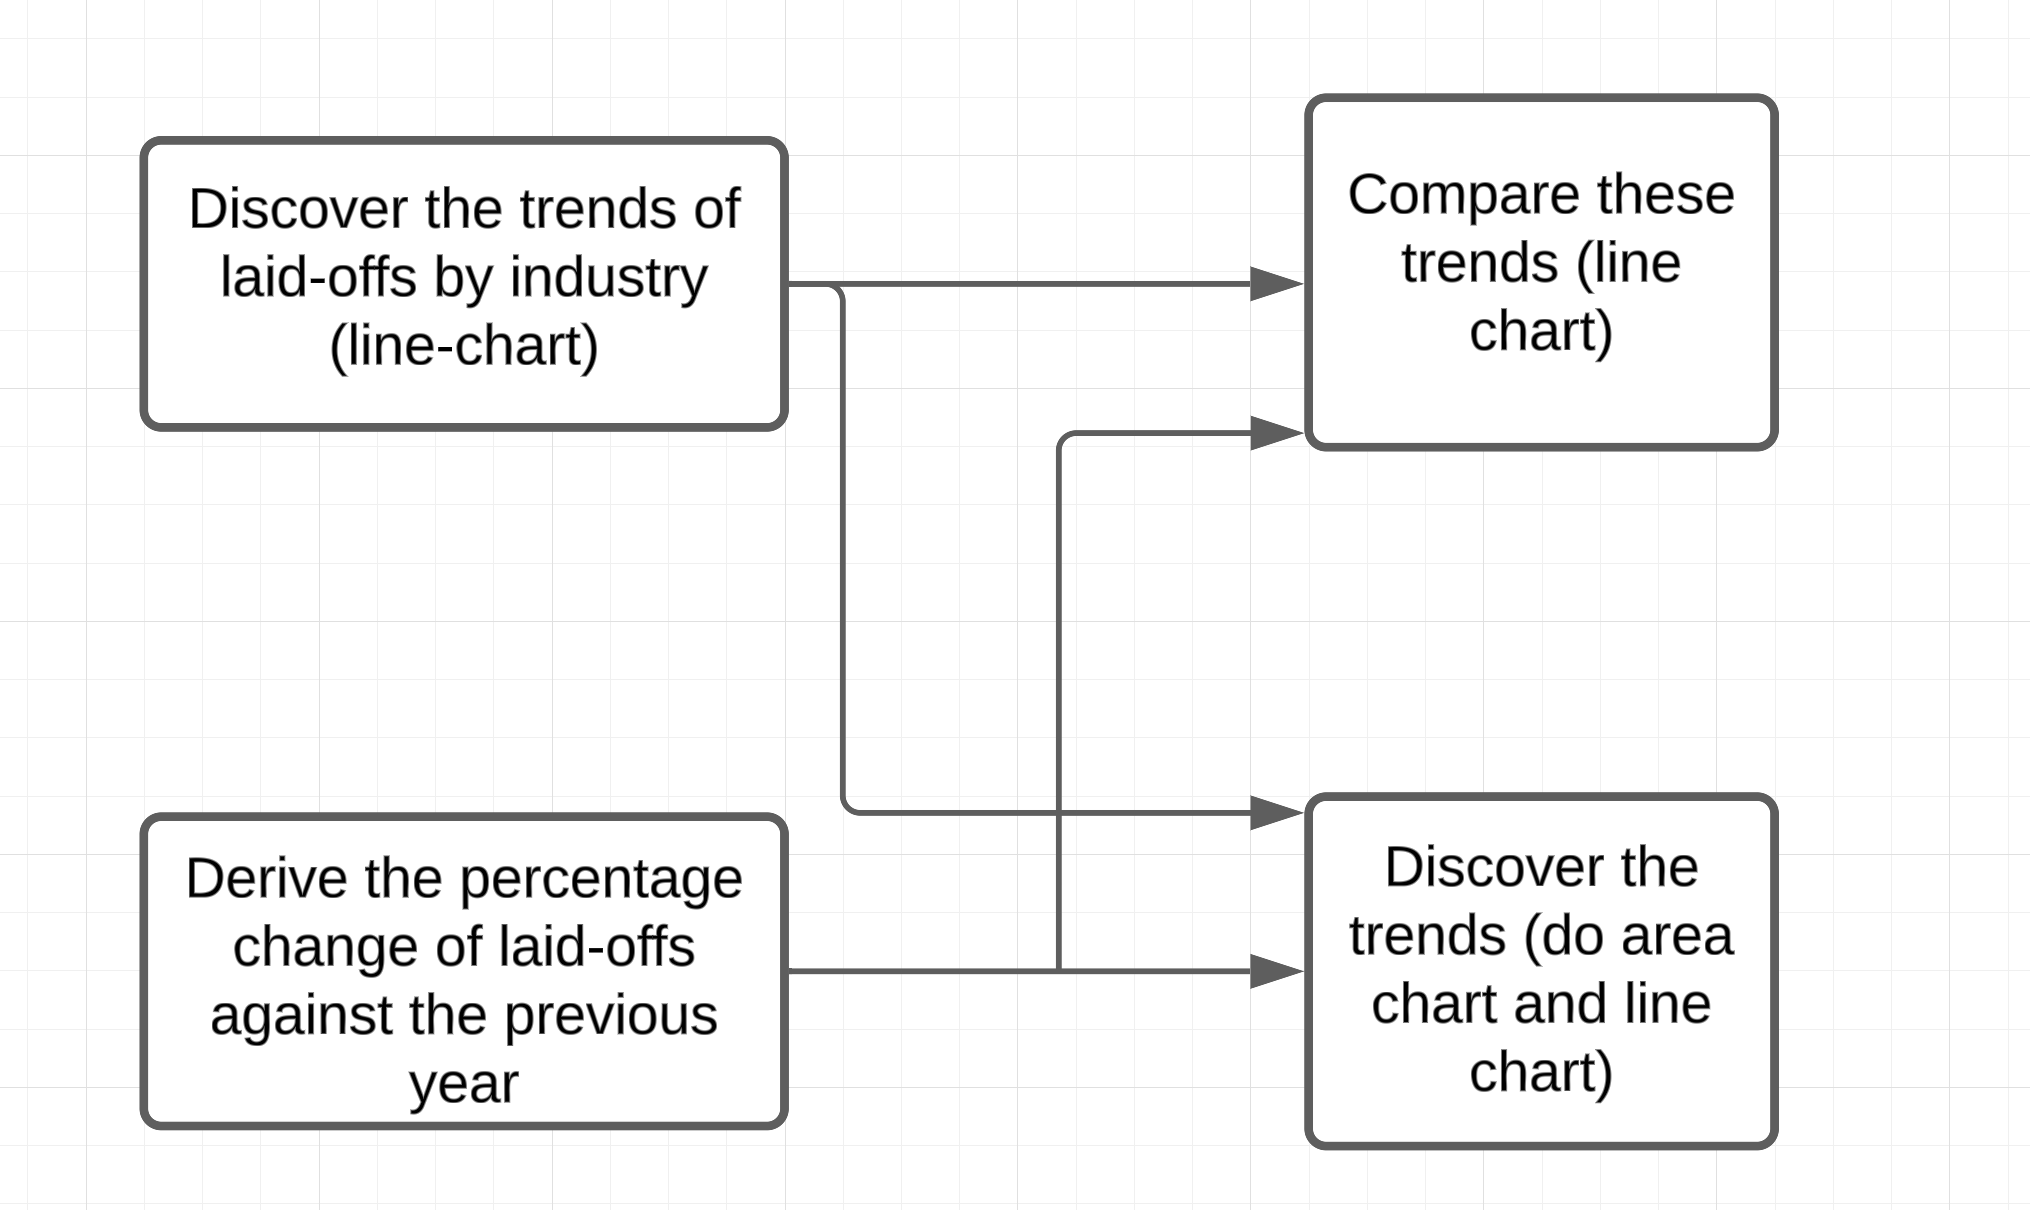 Discover the trends of
laid-offs by industry
(line-chart)
Compare these
trends (line
chart)
Derive the percentage
change of laid-offs
against the previous
year
Discover the
trends (do area
chart and line
chart)